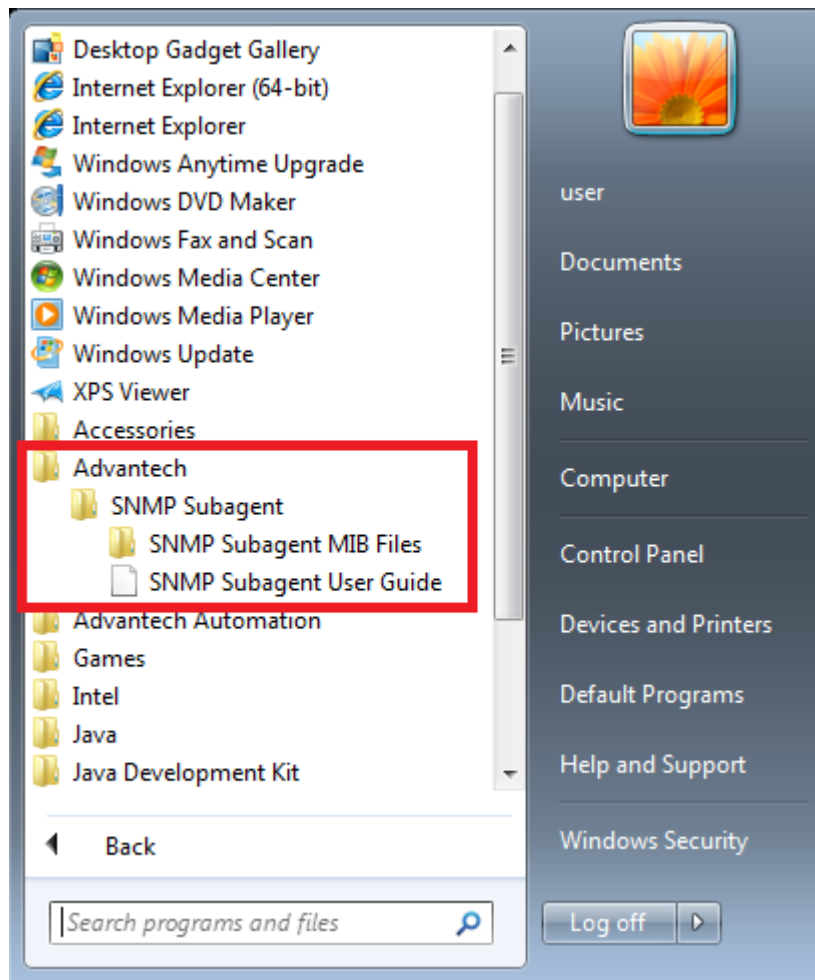 Desktop Gadget Gallery
Internet Explorer (64-bit)
Internet Explorer
Windows Anytime Upgrade
Windows DVD Maker
Windows Fax and Scan
Windows Media Center
Windows Media Player
Windows Update
XPS Viewer
Accessories
Advantech
SNMP Subagent
SNMP Subagent MIB Files
SNMP Subagent User Guide
Advantech Automation
Games
Intel
Java
Java Development Kit
Back
Search programs and files
user
Documents
Pictures
Music
Computer
Control Panel
Devices and Printers
Default Programs
Help and Support
Windows Security
Log off